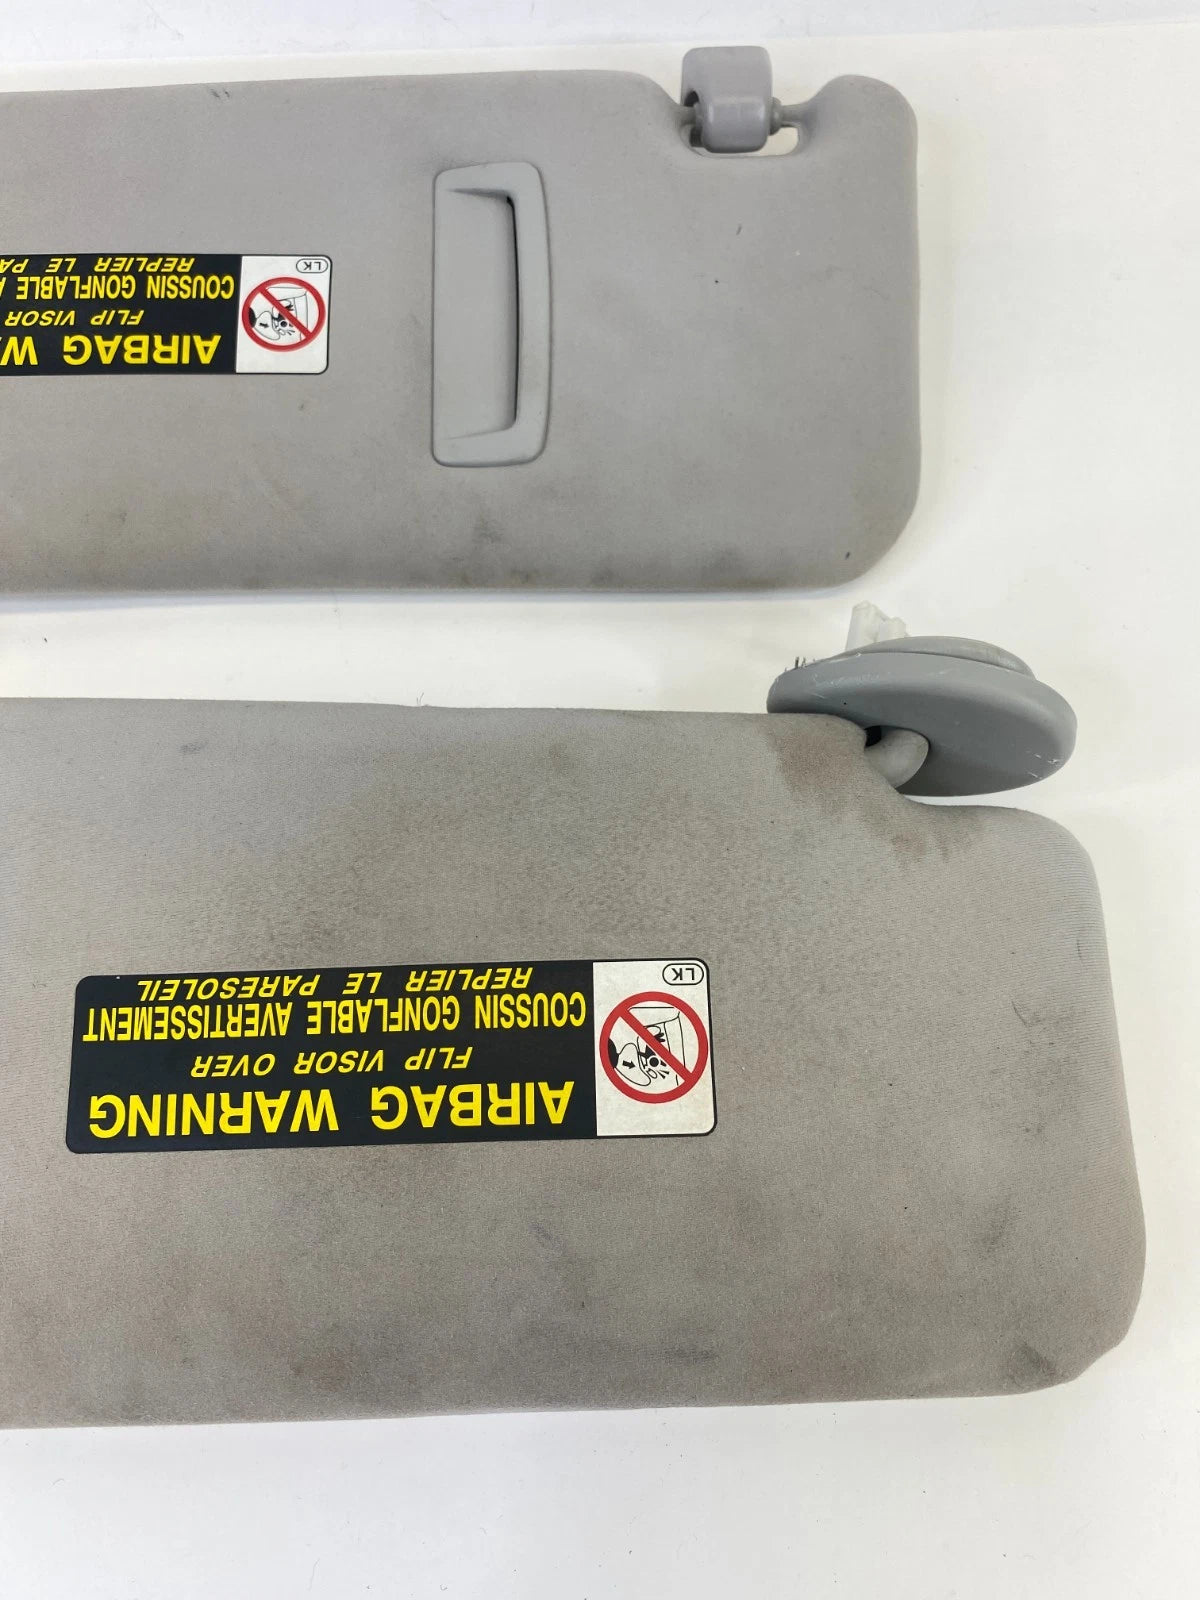 AIRBAG W
FLIP VISOR
COUSSIN GONFLABLE A
REPLIER LE PA
LK
AIRBAG WARNING
FLIP VISOR OVER
COUSSIN GONFLABLE AVERTISSEMENT
REPLIER LE PARESOLEIL
LK